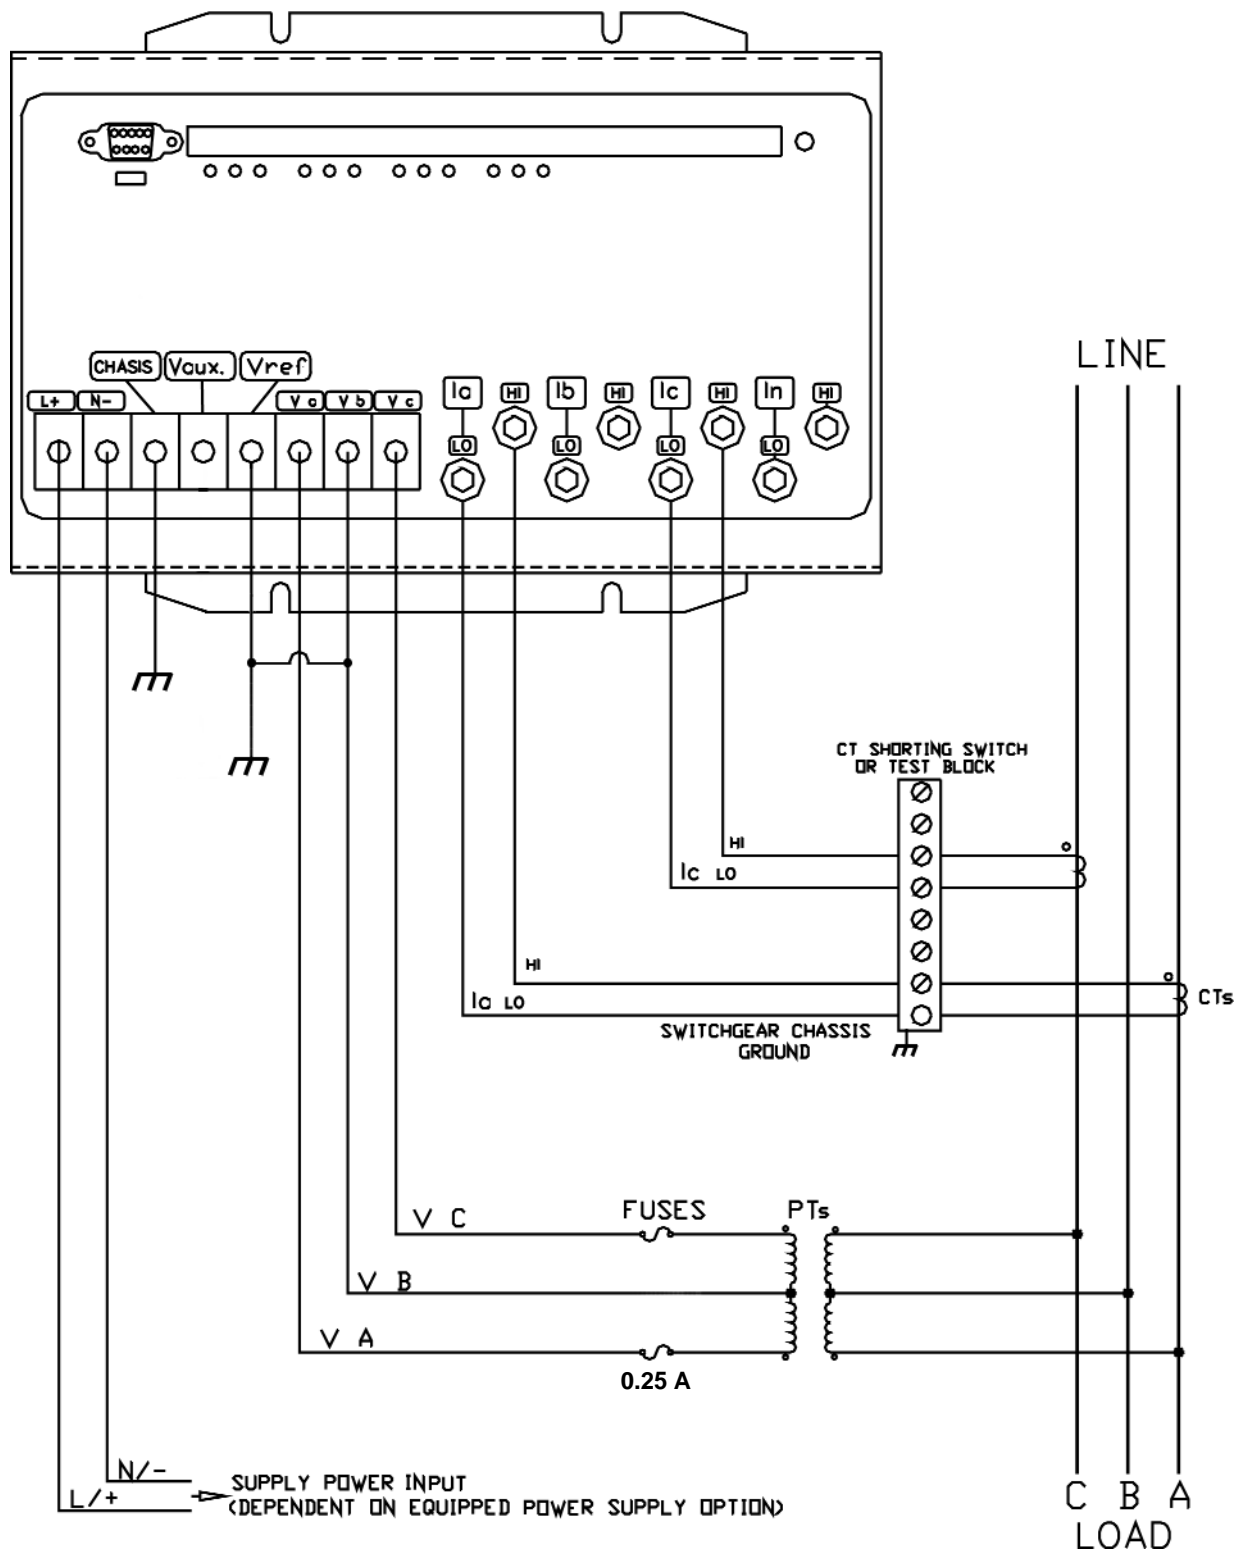 LINE
CHASIS Vaux. Vref
L+ N- Va Vb Vc
Ia HI Ib HI Ic HI In HI
LO LO LO LO
CT SHORTING SWITCH
OR TEST BLOCK
HI
Ic LO
HI
Ia LO
CTs
SWITCHGEAR CHASSIS
GROUND
V C
FUSES
PTs
V B
V A
0.25 A
N/-
L/+
SUPPLY POWER INPUT
(DEPENDENT ON EQUIPPED POWER SUPPLY OPTION)
C B A
LOAD